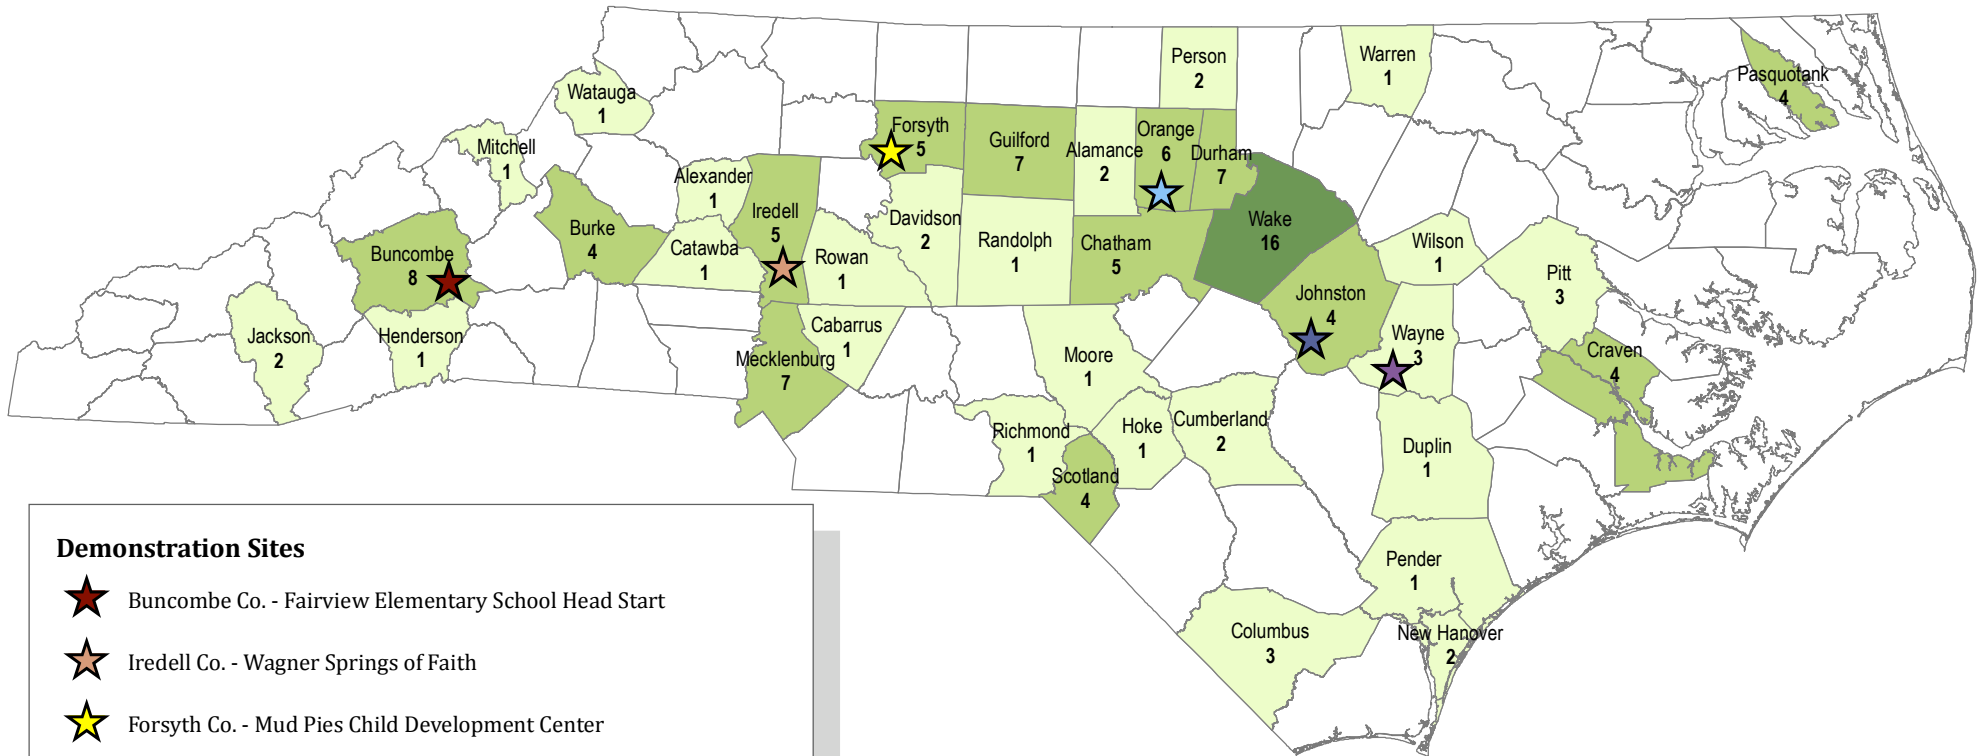 Person
2
Warren
1
Pasquotank
4
Watauga
1
Mitchell
1
Forsyth
5
Guilford
7
Alamance
2
Orange
6
Durham
7
Alexander
1
Iredell
5
Davidson
2
Randolph
1
Chatham
5
Wake
16
Wilson
1
Pitt
3
Burke
4
Catawba
1
Rowan
1
Buncombe
8
Johnston
4
Jackson
2
Henderson
1
Mecklenburg
7
Cabarrus
1
Moore
1
Wayne
3
Craven
4
Richmond
1
Hoke
1
Cumberland
2
Duplin
1
Scotland
4
Pender
1
Columbus
3
New Hanover
2
Demonstration Sites
Buncombe Co. - Fairview Elementary School Head Start
Iredell Co. - Wagner Springs of Faith
Forsyth Co. - Mud Pies Child Development Center